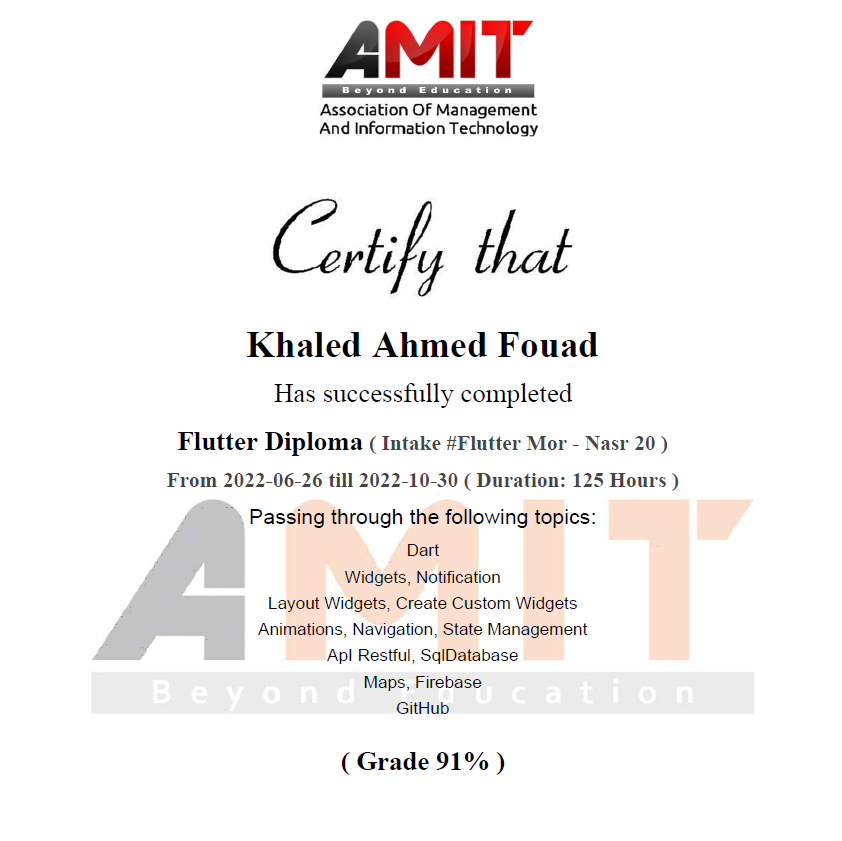 AMIT
Beyond Education
Association Of Management
And Information Technology
Certify that
Khaled Ahmed Fouad
Has successfully completed
Flutter Diploma ( Intake #Flutter Mor - Nasr 20 )
From 2022-06-26 till 2022-10-30 ( Duration: 125 Hours )
AMIT
Passing through the following topics:
Dart
Widgets, Notification
Layout Widgets, Create Custom Widgets
Animations, Navigation, State Management
ApI Restful, SqlDatabase
Maps, Firebase
Beyond Education
GitHub
( Grade 91% )